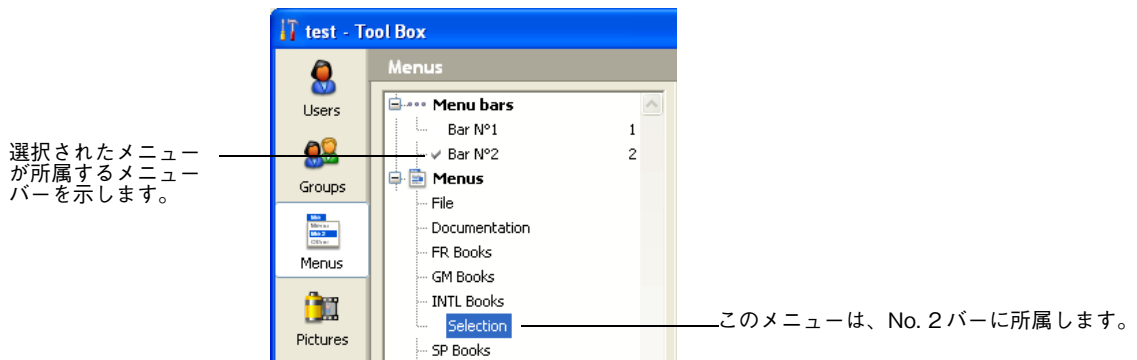 test - Tool Box
Menus
Users
Groups
Menus
Pictures
Menu bars
Bar N°1 1
Bar N°2 2
Menus
File
Documentation
FR Books
GM Books
INTL Books
Selection
SP Books
選択されたメニュー
が所属するメニュー
バーを示します。
このメニューは、No. 2 バーに所属します。